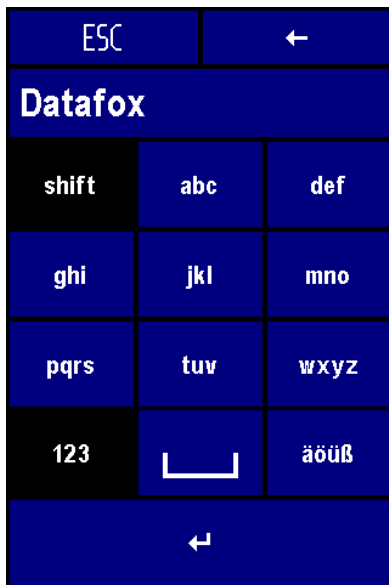 ESC ←
Datafox
shift abc def
ghi jkl mno
pqrs tuv wxyz
123 äöüß
↵